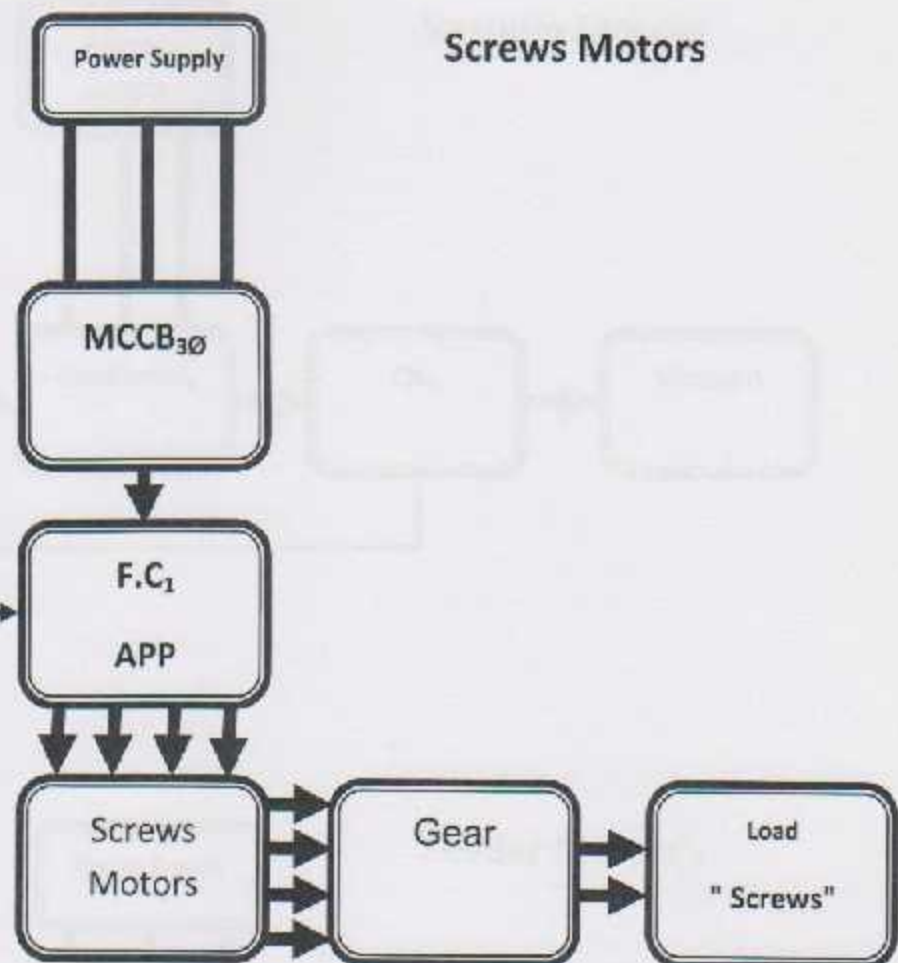 Power Supply
Screws Motors
MCCB₃Ø
F.C₁
APP
Screws
Motors
Gear
Load
" Screws"